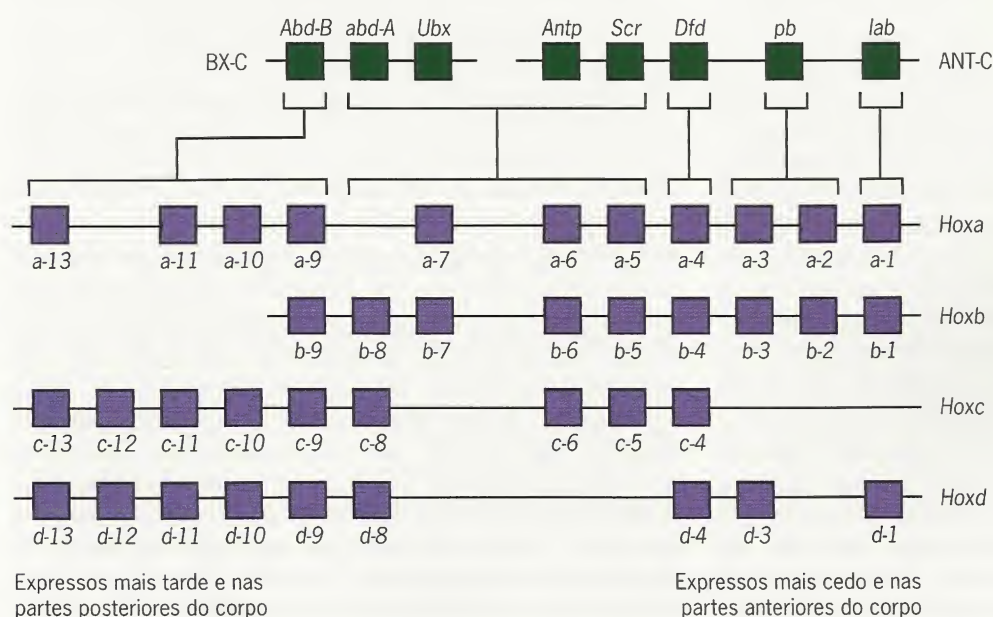 Abd-B abd-A Ubx Antp Scr Dfd pb lab
BX-C ANT-C
Hoxa
a-13 a-11 a-10 a-9 a-7 a-6 a-5 a-4 a-3 a-2 a-1
Hoxb
b-9 b-8 b-7 b-6 b-5 b-4 b-3 b-2 b-1
Hoxc
c-13 c-12 c-11 c-10 c-9 c-8 c-6 c-5 c-4
Hoxd
d-13 d-12 d-11 d-10 d-9 d-8 d-4 d-3 d-1
Expressos mais tarde e nas
partes posteriores do corpo
Expressos mais cedo e nas
partes anteriores do corpo